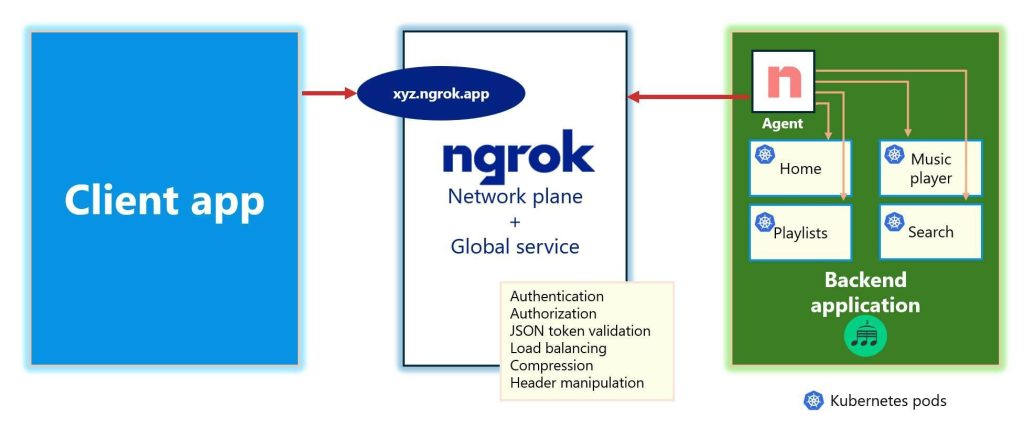 Client app
xyz.ngrok.app
ngrok
Network plane
+
Global service
Authentication
Authorization
JSON token validation
Load balancing
Compression
Header manipulation
n
Agent
Home
Music
player
Playlists
Search
Backend
application
Kubernetes pods